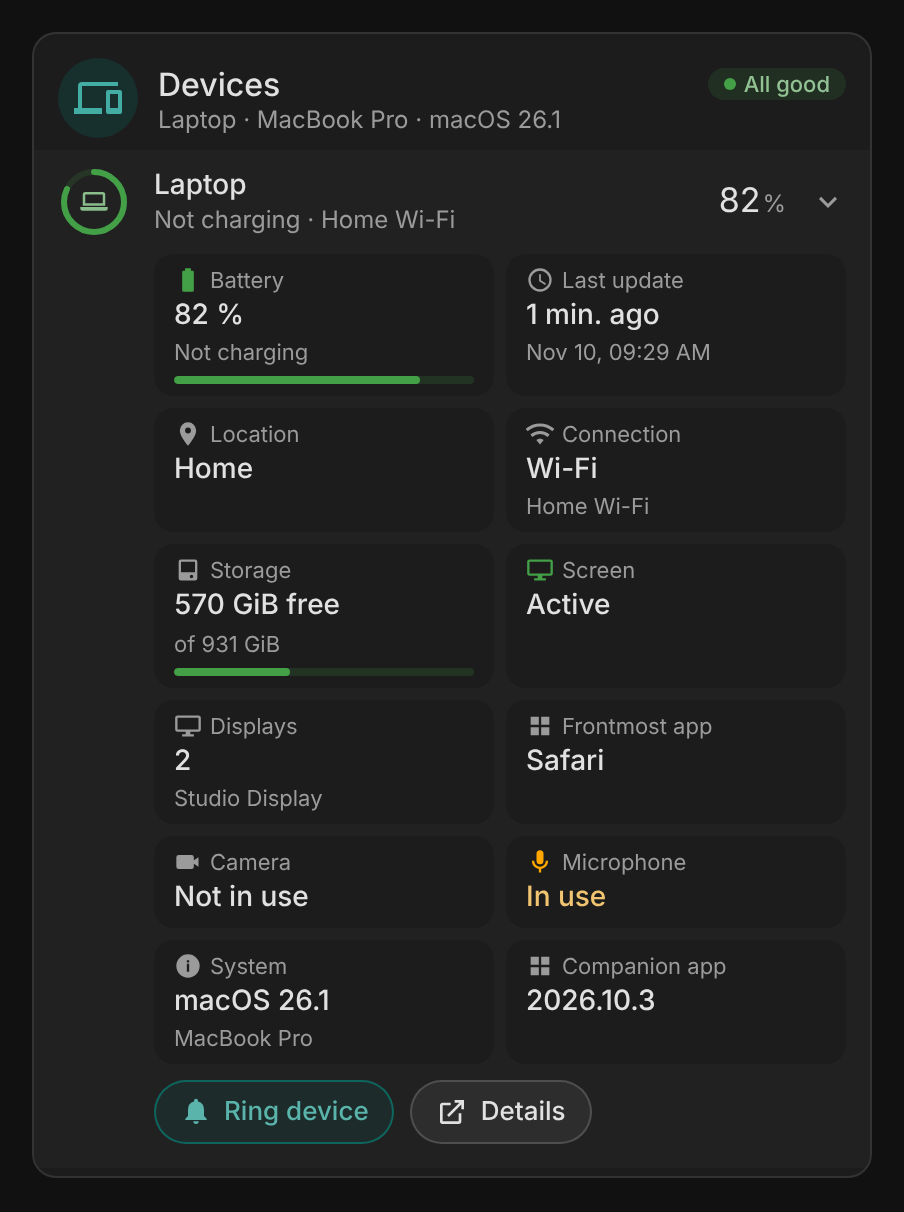 Devices
All good
Laptop · MacBook Pro · macOS 26.1
Laptop
Not charging · Home Wi-Fi
82 %
Battery
82 %
Not charging
Last update
1 min. ago
Nov 10, 09:29 AM
Location
Home
Connection
Wi-Fi
Home Wi-Fi
Storage
570 GiB free
of 931 GiB
Screen
Active
Displays
2
Studio Display
Frontmost app
Safari
Camera
Not in use
Microphone
In use
System
macOS 26.1
MacBook Pro
Companion app
2026.10.3
Ring device
Details